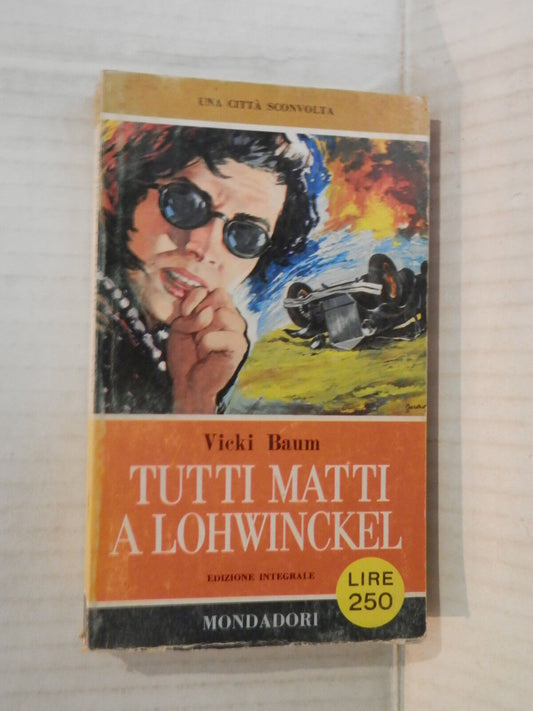 UNA CITTÀ SCONVOLTA
Vicki Baum
TUTTI MATTI
A LOHWINCKEL
EDIZIONE INTEGRALE
LIRE
250
MONDADORI